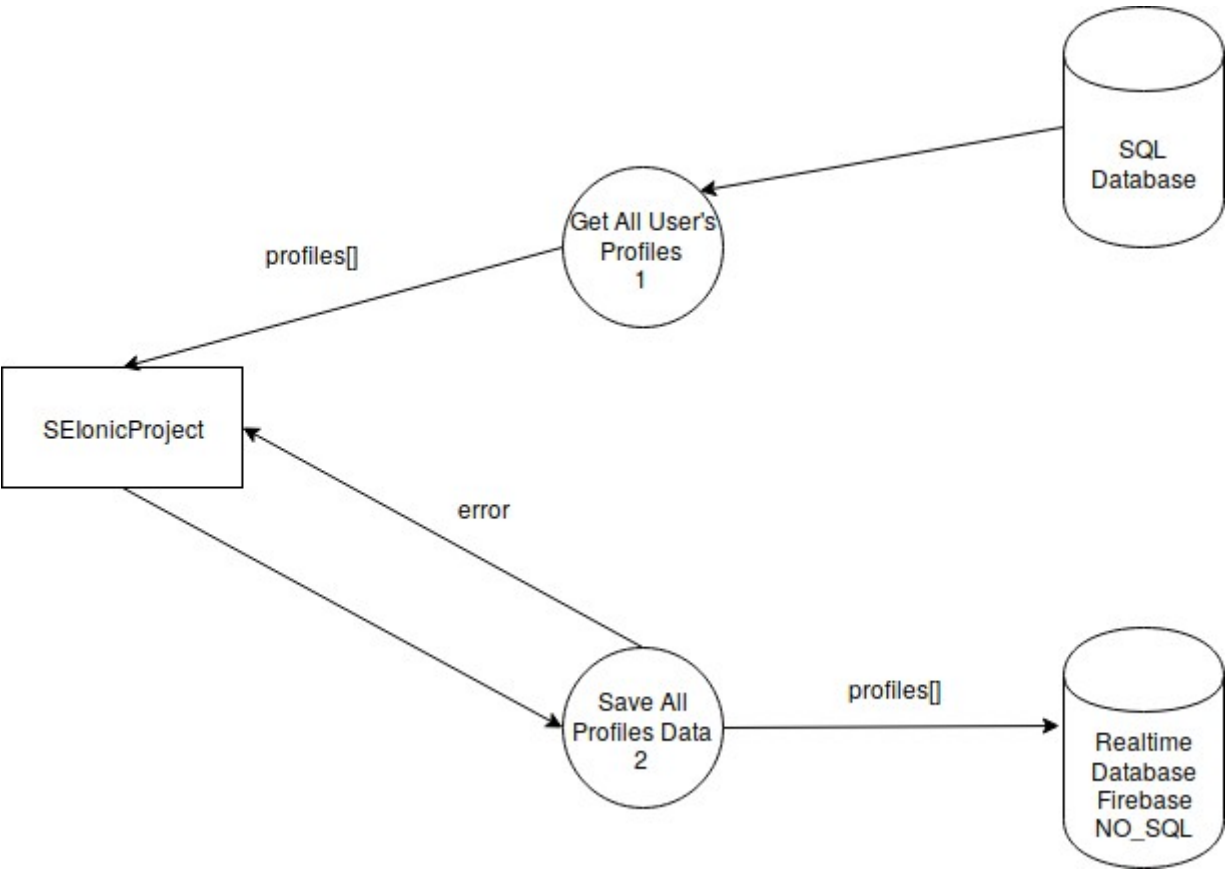 SQL
Database
Get All User's
Profiles
1
profiles[]
SEIonicProject
error
Save All
Profiles Data
2
profiles[]
Realtime
Database
Firebase
NO_SQL